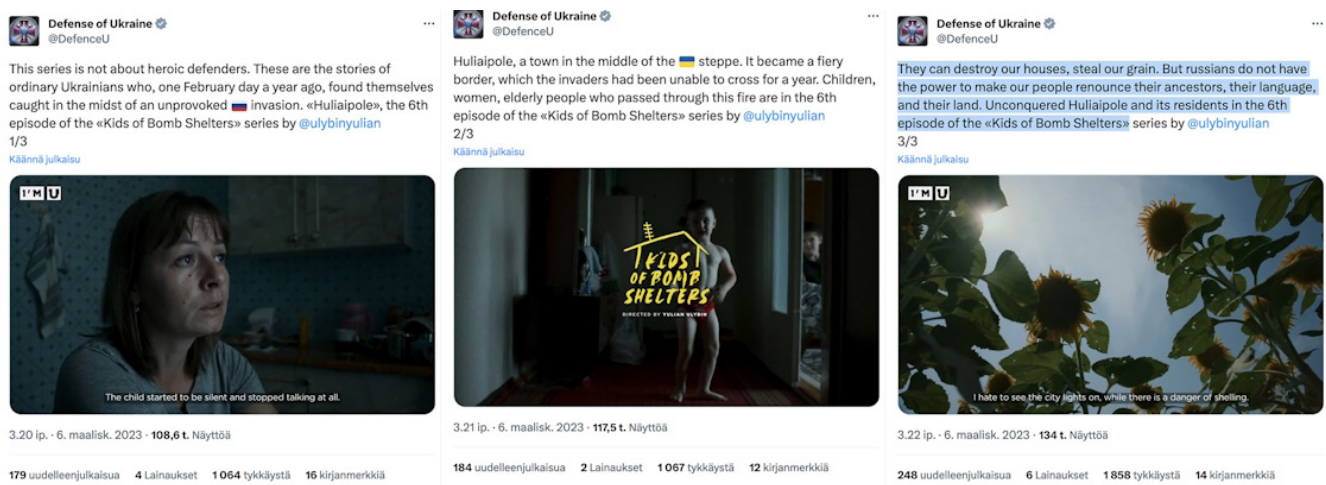 Defense of Ukraine
@DefenceU
This series is not about heroic defenders. These are the stories of
ordinary Ukrainians who, one February day a year ago, found themselves
caught in the midst of an unprovoked 🇷🇺 invasion. «Huliaipole», the 6th
episode of the «Kids of Bomb Shelters» series by @ulybinyulian
1/3
Käännä julkaisu
I'M U
The child started to be silent and stopped talking at all.
3.20 ip. · 6. maalisk. 2023 · 108,6 t. Näyttöä
179 uudelleenjulkaisua 4 Lainaukset 1 064 tykkäystä 16 kirjanmerkkiä
Defense of Ukraine
@DefenceU
Huliaipole, a town in the middle of the 🇺🇦 steppe. It became a fiery
border, which the invaders had been unable to cross for a year. Children,
women, elderly people who passed through this fire are in the 6th
episode of the «Kids of Bomb Shelters» series by @ulybinyulian
2/3
Käännä julkaisu
KIDS
OF BOMB
SHELTERS
DIRECTED BY YULIAN ULYBIN
3.21 ip. · 6. maalisk. 2023 · 117,5 t. Näyttöä
184 uudelleenjulkaisua 2 Lainaukset 1 067 tykkäystä 12 kirjanmerkkiä
Defense of Ukraine
@DefenceU
They can destroy our houses, steal our grain. But russians do not have
the power to make our people renounce their ancestors, their language,
and their land. Unconquered Huliaipole and its residents in the 6th
episode of the «Kids of Bomb Shelters» series by @ulybinyulian
3/3
Käännä julkaisu
I'M U
I hate to see the city lights on, while there is a danger of shelling.
3.22 ip. · 6. maalisk. 2023 · 134 t. Näyttöä
248 uudelleenjulkaisua 6 Lainaukset 1 858 tykkäystä 14 kirjanmerkkiä